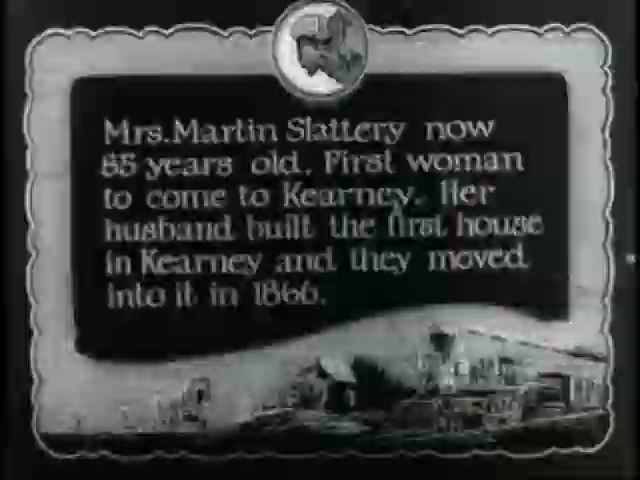 Mrs. Martin Slattery now
85 years old. First woman
to come to Kearney. Her
husband built the first house
in Kearney and they moved
into it in 1866.